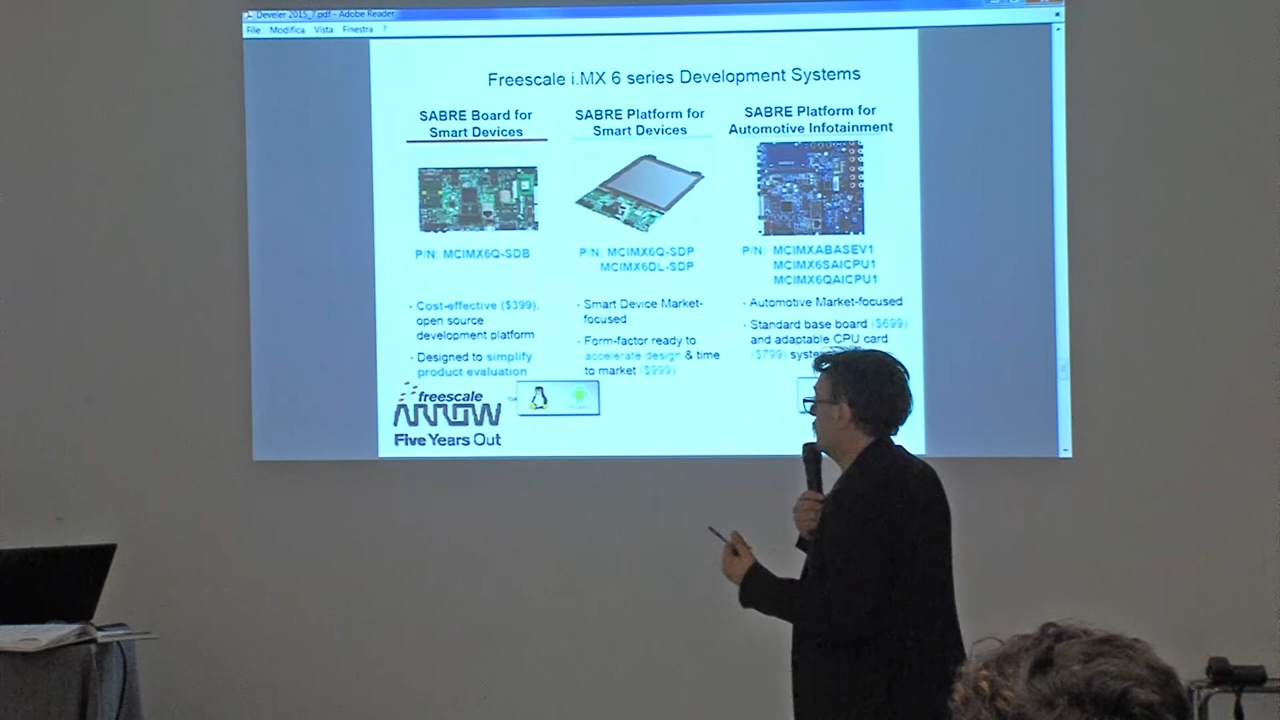 Develer 2015_7.pdf - Adobe Reader
File Modifica Vista Finestra ?
Freescale i.MX 6 series Development Systems
SABRE Board for
Smart Devices
P/N: MCIMX6Q-SDB
- Cost-effective ($399),
open source
development platform
- Designed to simplify
product evaluation
SABRE Platform for
Smart Devices
P/N: MCIMX6Q-SDP
MCIMX6DL-SDP
- Smart Device Market-
focused
- Form-factor ready to
accelerate design & time
to market ($999)
SABRE Platform for
Automotive Infotainment
P/N: MCIMXABASEV1
MCIMX6SAICPU1
MCIMX6QAICPU1
- Automotive Market-focused
- Standard base board ($699)
and adaptable CPU card
($799)
freescale
ARROW
Five Years Out